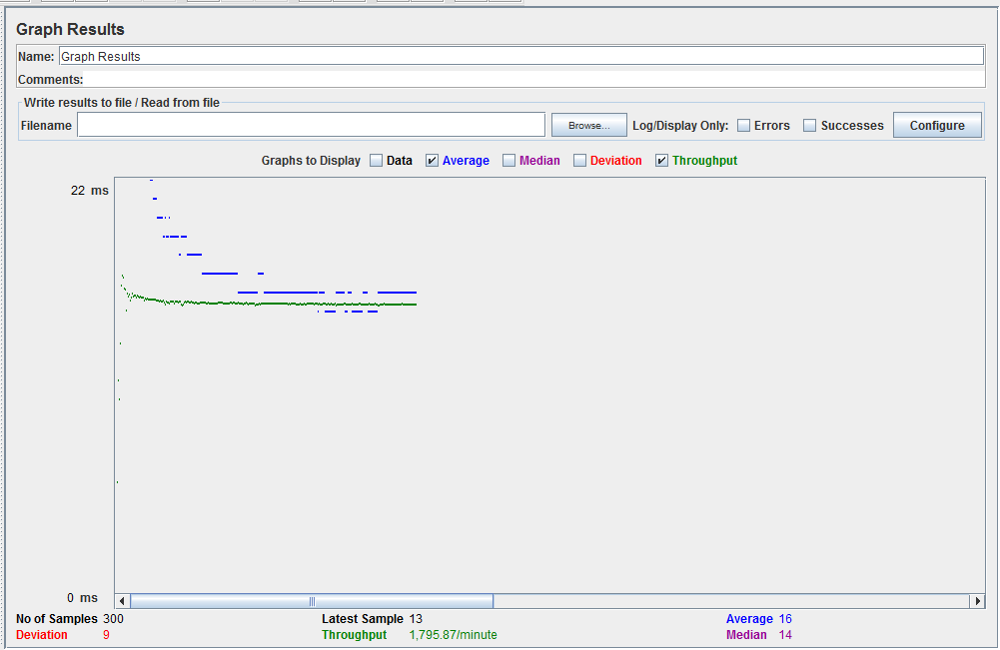 Graph Results
Name: Graph Results
Comments:
Write results to file / Read from file
Filename Browse... Log/Display Only: Errors Successes Configure
Graphs to Display Data Average Median Deviation Throughput
22 ms
0 ms
No of Samples 300 Latest Sample 13 Average 16
Deviation 9 Throughput 1,795.87/minute Median 14